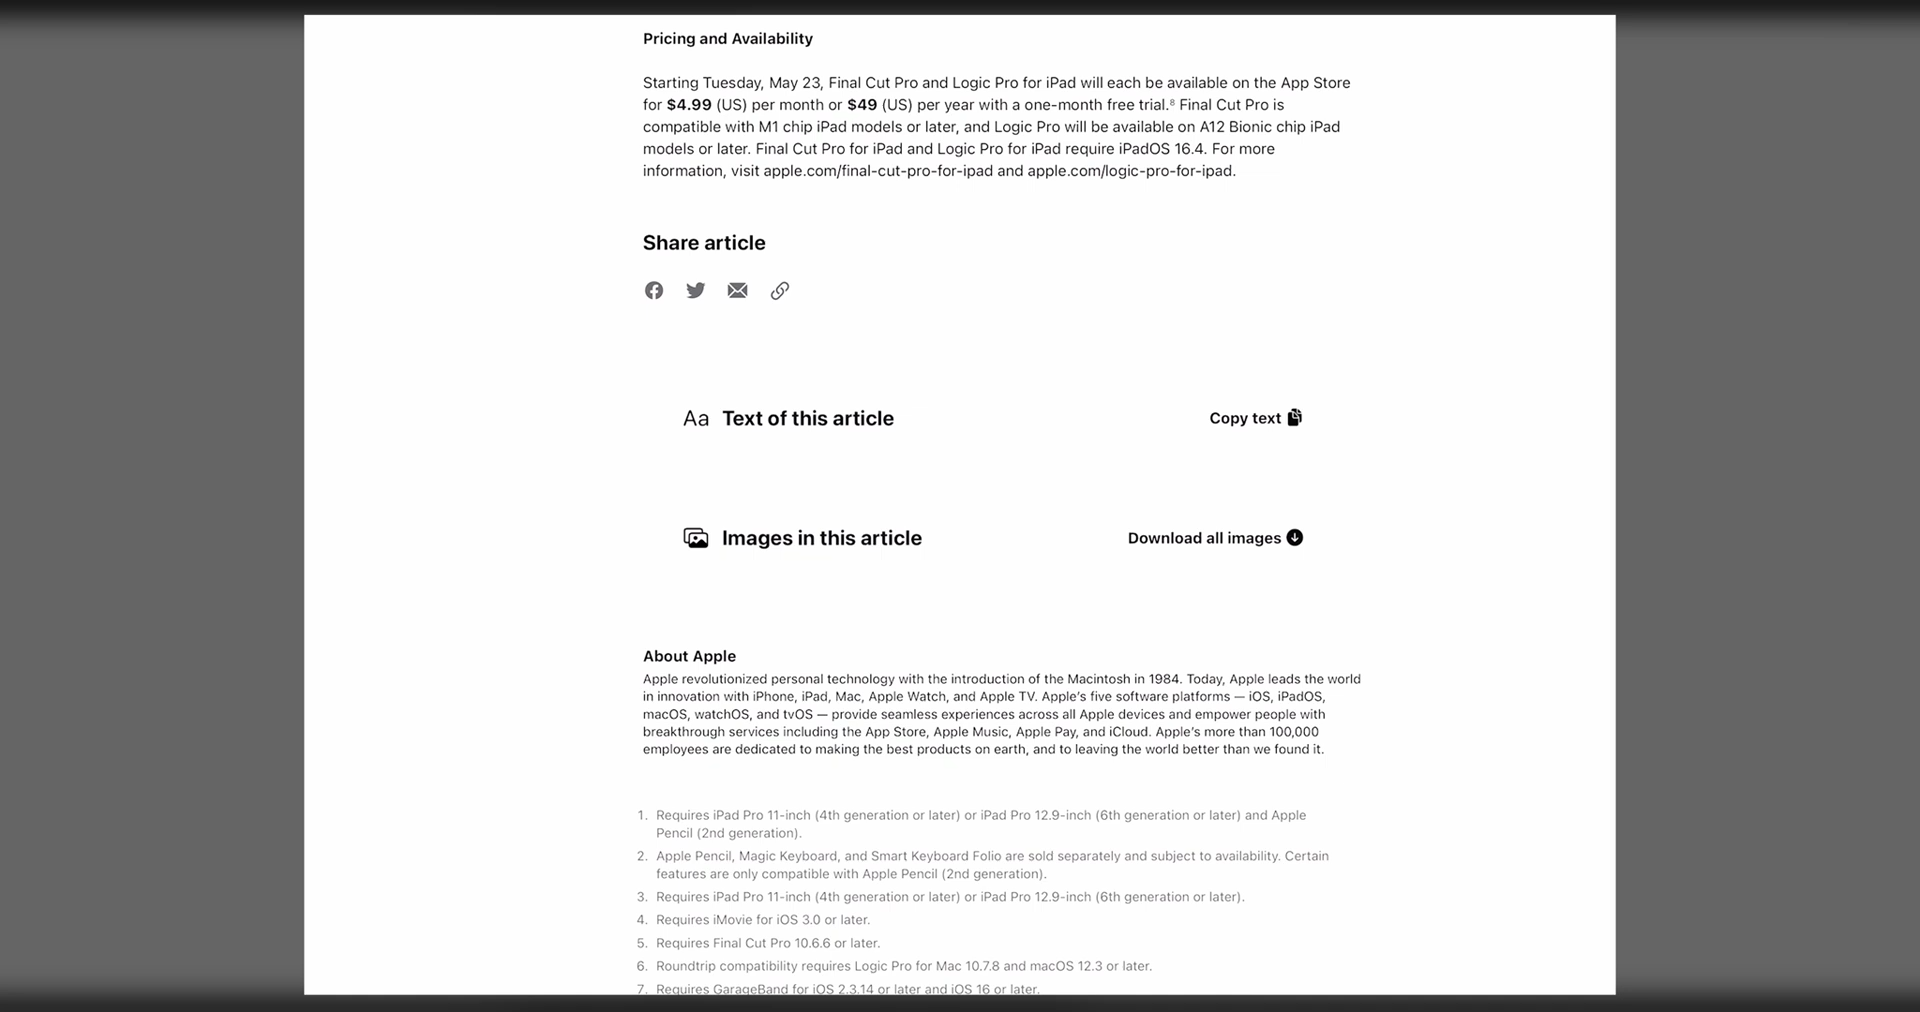 Pricing and Availability
Starting Tuesday, May 23, Final Cut Pro and Logic Pro for iPad will each be available on the App Store
for $4.99 (US) per month or $49 (US) per year with a one-month free trial.⁸ Final Cut Pro is
compatible with M1 chip iPad models or later, and Logic Pro will be available on A12 Bionic chip iPad
models or later. Final Cut Pro for iPad and Logic Pro for iPad require iPadOS 16.4. For more
information, visit apple.com/final-cut-pro-for-ipad and apple.com/logic-pro-for-ipad.
Share article
Aa Text of this article Copy text
Images in this article Download all images
About Apple
Apple revolutionized personal technology with the introduction of the Macintosh in 1984. Today, Apple leads the world
in innovation with iPhone, iPad, Mac, Apple Watch, and Apple TV. Apple’s five software platforms — iOS, iPadOS,
macOS, watchOS, and tvOS — provide seamless experiences across all Apple devices and empower people with
breakthrough services including the App Store, Apple Music, Apple Pay, and iCloud. Apple’s more than 100,000
employees are dedicated to making the best products on earth, and to leaving the world better than we found it.
1. Requires iPad Pro 11-inch (4th generation or later) or iPad Pro 12.9-inch (6th generation or later) and Apple
Pencil (2nd generation).
2. Apple Pencil, Magic Keyboard, and Smart Keyboard Folio are sold separately and subject to availability. Certain
features are only compatible with Apple Pencil (2nd generation).
3. Requires iPad Pro 11-inch (4th generation or later) or iPad Pro 12.9-inch (6th generation or later).
4. Requires iMovie for iOS 3.0 or later.
5. Requires Final Cut Pro 10.6.6 or later.
6. Roundtrip compatibility requires Logic Pro for Mac 10.7.8 and macOS 12.3 or later.
7. Requires GarageBand for iOS 2.3.14 or later and iOS 16 or later.